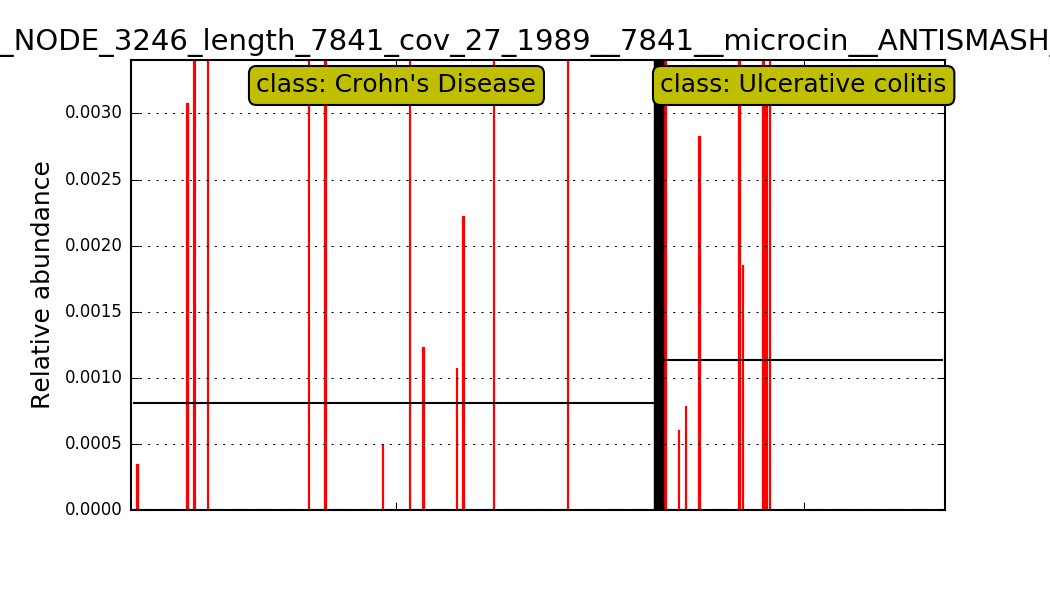 _NODE_3246_length_7841_cov_27_1989__7841__microcin__ANTISMASH_
class: Crohn's Disease
class: Ulcerative colitis
Relative abundance
0.0030
0.0025
0.0020
0.0015
0.0010
0.0005
0.0000